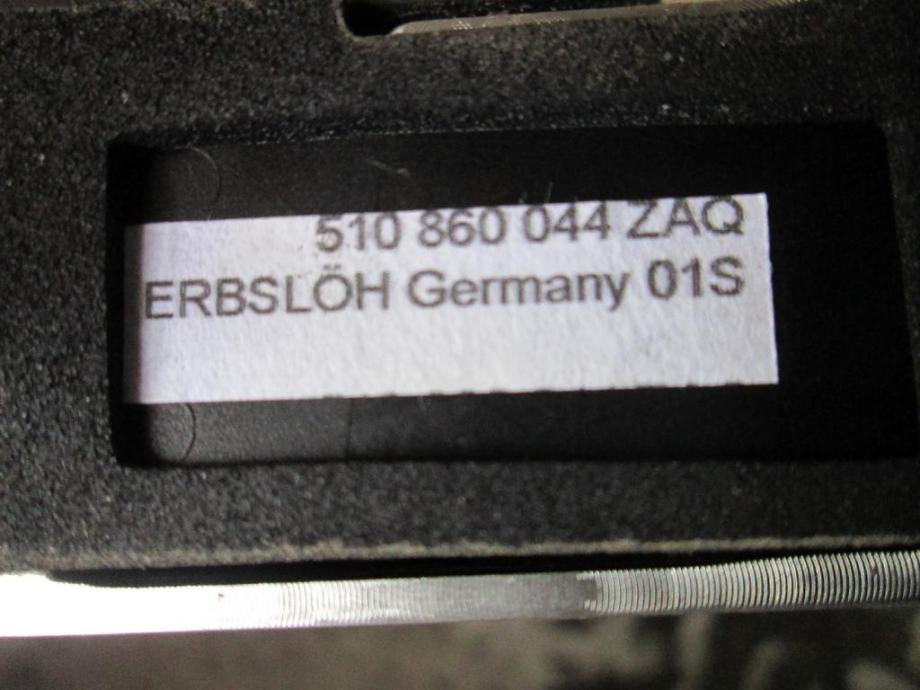 510 860 044 ZAQ
ERBSLÖH Germany 01S